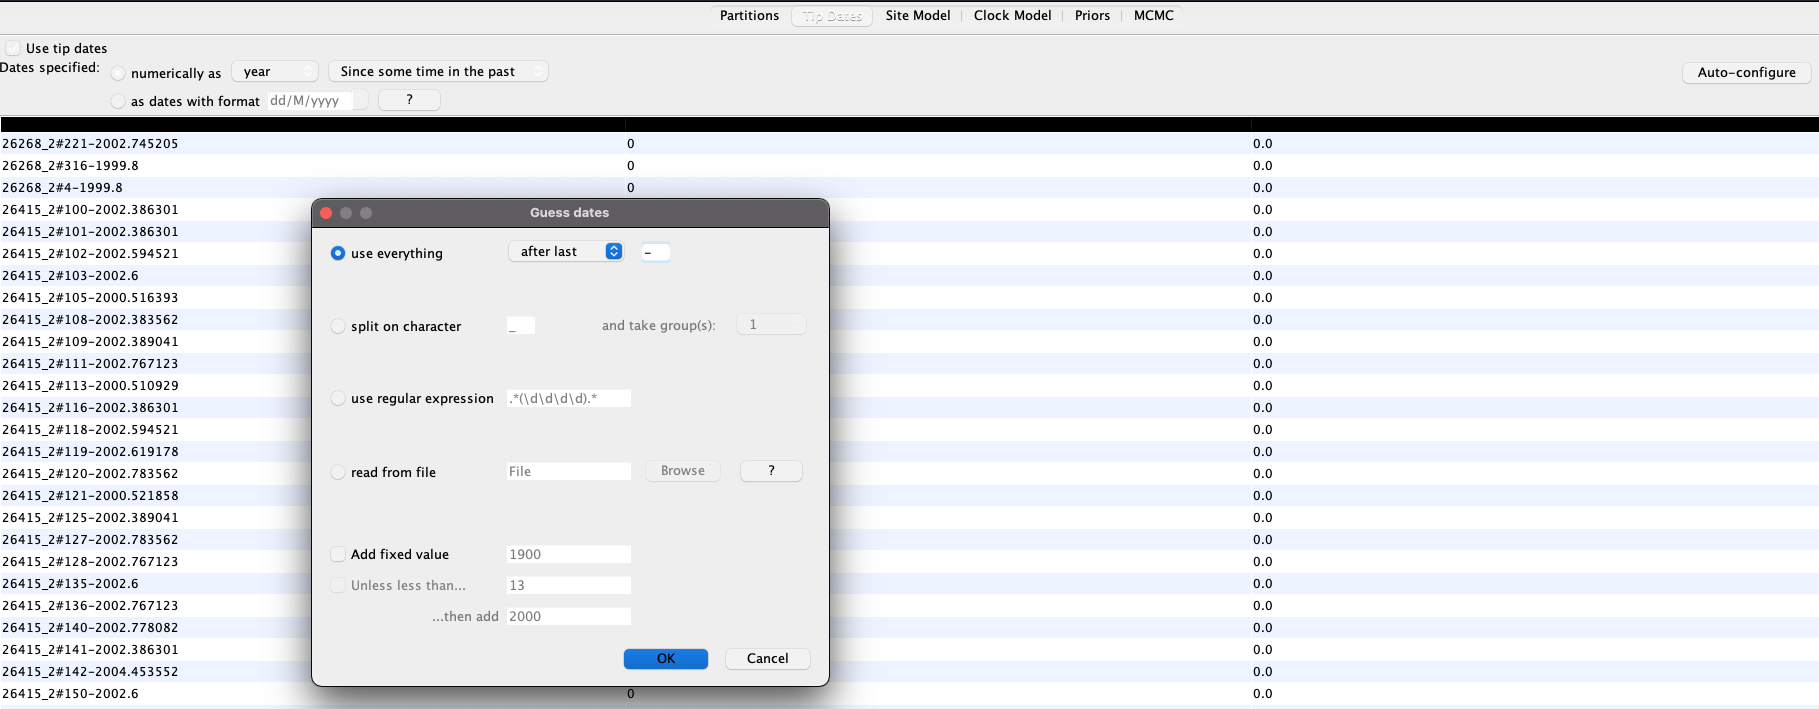 Partitions Tip Dates Site Model Clock Model Priors MCMC
Use tip dates
Dates specified: numerically as year Since some time in the past Auto-configure
as dates with format dd/M/yyyy ?
26268_2#221-2002.745205 0 0.0
26268_2#316-1999.8 0 0.0
26268_2#4-1999.8 0 0.0
26415_2#100-2002.386301 0.0
26415_2#101-2002.386301 0.0
26415_2#102-2002.594521 0.0
26415_2#103-2002.6 0.0
26415_2#105-2000.516393 0.0
26415_2#108-2002.383562 0.0
26415_2#109-2002.389041 0.0
26415_2#111-2002.767123 0.0
26415_2#113-2000.510929 0.0
26415_2#116-2002.386301 0.0
26415_2#118-2002.594521 0.0
26415_2#119-2002.619178 0.0
26415_2#120-2002.783562 0.0
26415_2#121-2000.521858 0.0
26415_2#125-2002.389041 0.0
26415_2#127-2002.783562 0.0
26415_2#128-2002.767123 0.0
26415_2#135-2002.6 0.0
26415_2#136-2002.767123 0.0
26415_2#140-2002.778082 0.0
26415_2#141-2002.386301 0.0
26415_2#142-2004.453552 0.0
26415_2#150-2002.6 0 0.0
Guess dates
use everything after last -
split on character _ and take group(s): 1
use regular expression .*(\d\d\d\d).*
read from file File Browse ?
Add fixed value 1900
Unless less than... 13
...then add 2000
OK Cancel